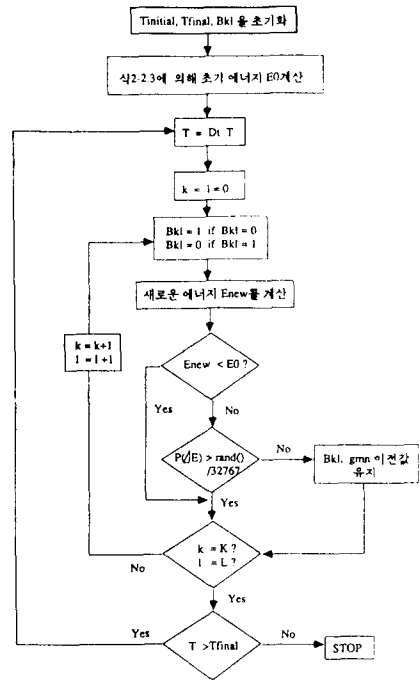 Tinitial, Tfinal, Bkl 을 초기화
식2-2.3에 의해 초기 에너지 E0계산
T = Dt T
k = l = 0
Bkl = 1 if Bkl = 0
Bkl = 0 if Bkl = 1
새로운 에너지 Enew를 계산
k = k+1
l = l+1
Enew < E0 ?
Yes
No
P(⊿E) > rand()
/32767
No
Bkl, gmn 이전값
유지
Yes
k = K ?
l = L ?
No
Yes
T >Tfinal
Yes
No
STOP